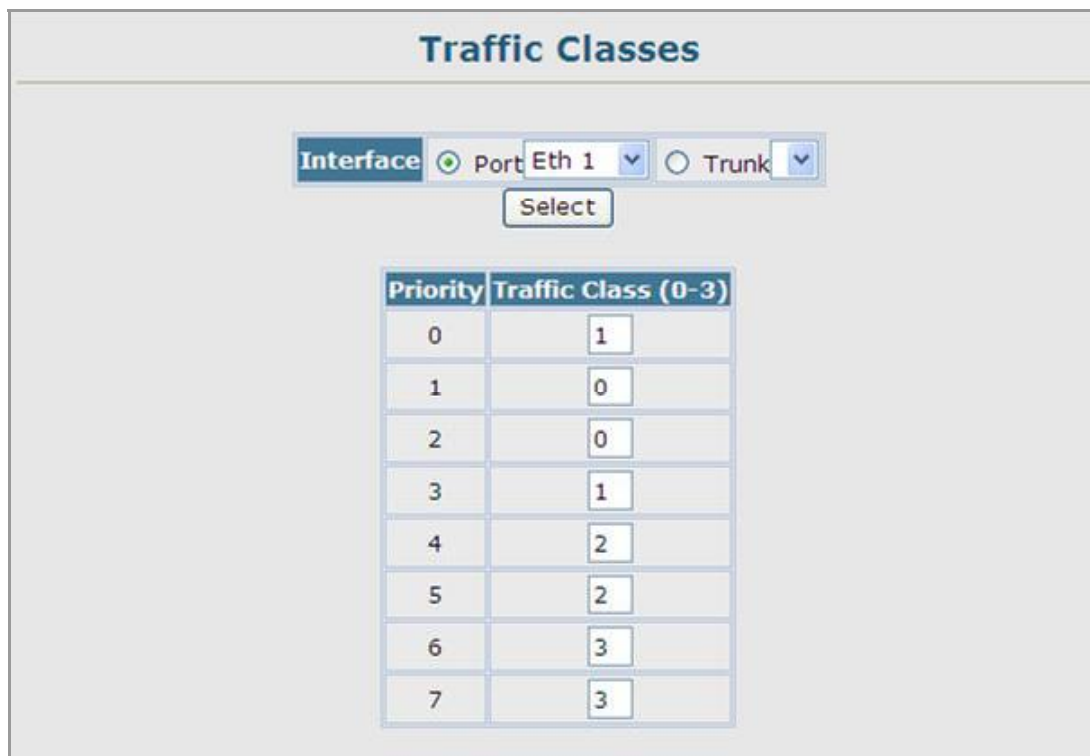 Traffic Classes
Interface Port Eth 1 Trunk
Select
Priority Traffic Class (0-3)
0 1
1 0
2 0
3 1
4 2
5 2
6 3
7 3